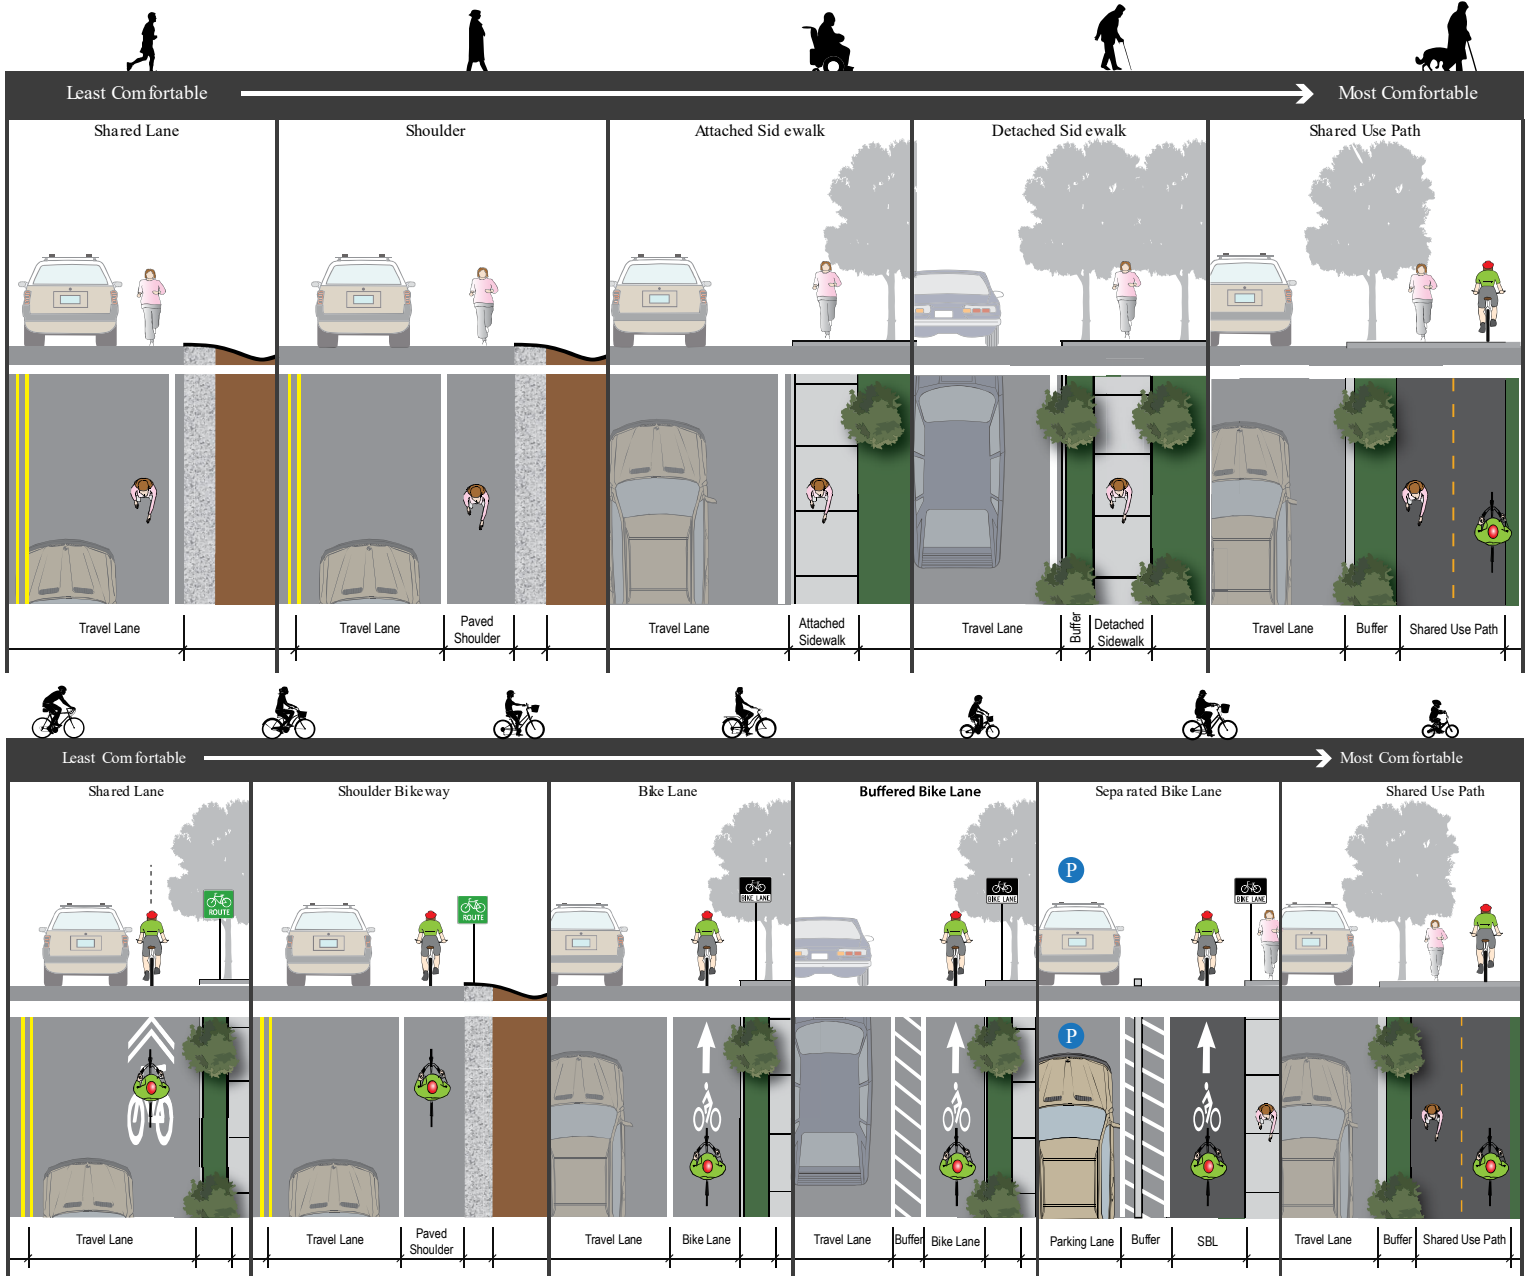 Least Comfortable
Most Comfortable
Shared Lane
Shoulder
Attached Sid ewalk
Detached Sid ewalk
Shared Use Path
Travel Lane
Travel Lane
Paved
Shoulder
Travel Lane
Attached
Sidewalk
Travel Lane
Buffer
Detached
Sidewalk
Travel Lane
Buffer
Shared Use Path
Least Comfortable
Most Comfortable
Shared Lane
Shoulder Bikeway
Bike Lane
Buffered Bike Lane
Separated Bike Lane
Shared Use Path
P
ROUTE
ROUTE
BIKE LANE
BIKE LANE
BIKE LANE
P
Travel Lane
Travel Lane
Paved
Shoulder
Travel Lane
Bike Lane
Travel Lane
Buffer
Bike Lane
Parking Lane
Buffer
SBL
Travel Lane
Buffer
Shared Use Path